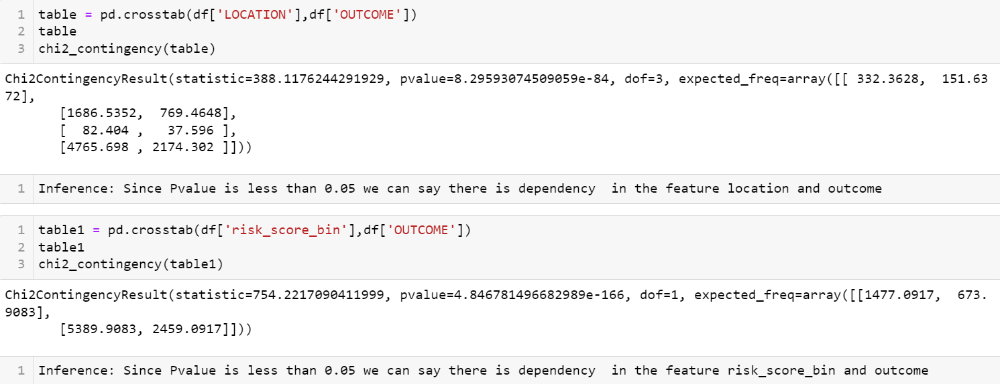 1 table = pd.crosstab(df['LOCATION'],df['OUTCOME'])
2 table
3 chi2_contingency(table)
Chi2ContingencyResult(statistic=388.1176244291929, pvalue=8.29593074509059e-84, dof=3, expected_freq=array([[ 332.3628,  151.63
72],
       [1686.5352,  769.4648],
       [  82.404 ,   37.596 ],
       [4765.698 , 2174.302 ]]))
1 Inference: Since Pvalue is less than 0.05 we can say there is dependency  in the feature location and outcome
1 table1 = pd.crosstab(df['risk_score_bin'],df['OUTCOME'])
2 table1
3 chi2_contingency(table1)
Chi2ContingencyResult(statistic=754.2217090411999, pvalue=4.846781496682989e-166, dof=1, expected_freq=array([[1477.0917,  673.
9083],
       [5389.9083, 2459.0917]]))
1 Inference: Since Pvalue is less than 0.05 we can say there is dependency  in the feature risk_score_bin and outcome